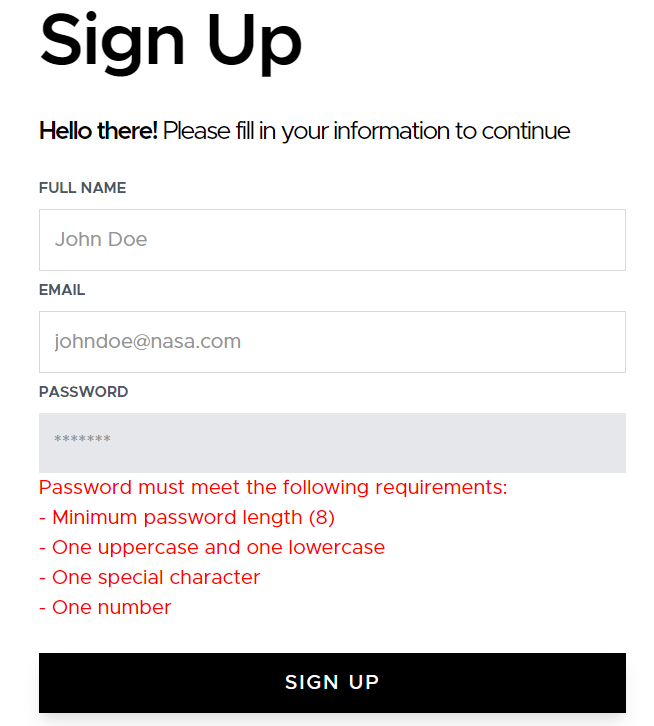 Sign Up
Hello there! Please fill in your information to continue
FULL NAME
John Doe
EMAIL
johndoe@nasa.com
PASSWORD
*******
Password must meet the following requirements:
- Minimum password length (8)
- One uppercase and one lowercase
- One special character
- One number
SIGN UP